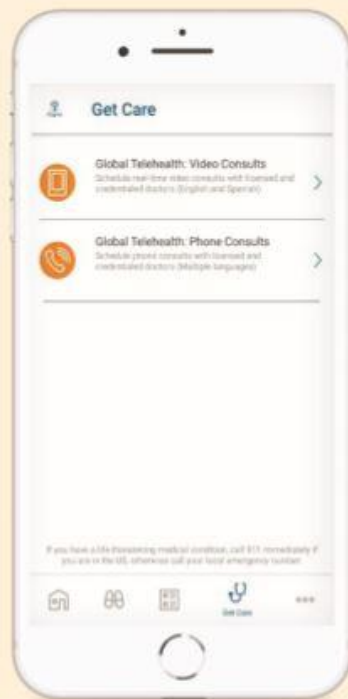 Get Care
Global Telehealth: Video Consults
Schedule real-time video consults with licensed and
credentialed doctors (English and Spanish)
Global Telehealth: Phone Consults
Schedule phone consults with licensed and
credentialed doctors (Multiple languages)
If you have a life-threatening medical condition, call 911 immediately if
you are in the US, otherwise call your local emergency number.
Get Care